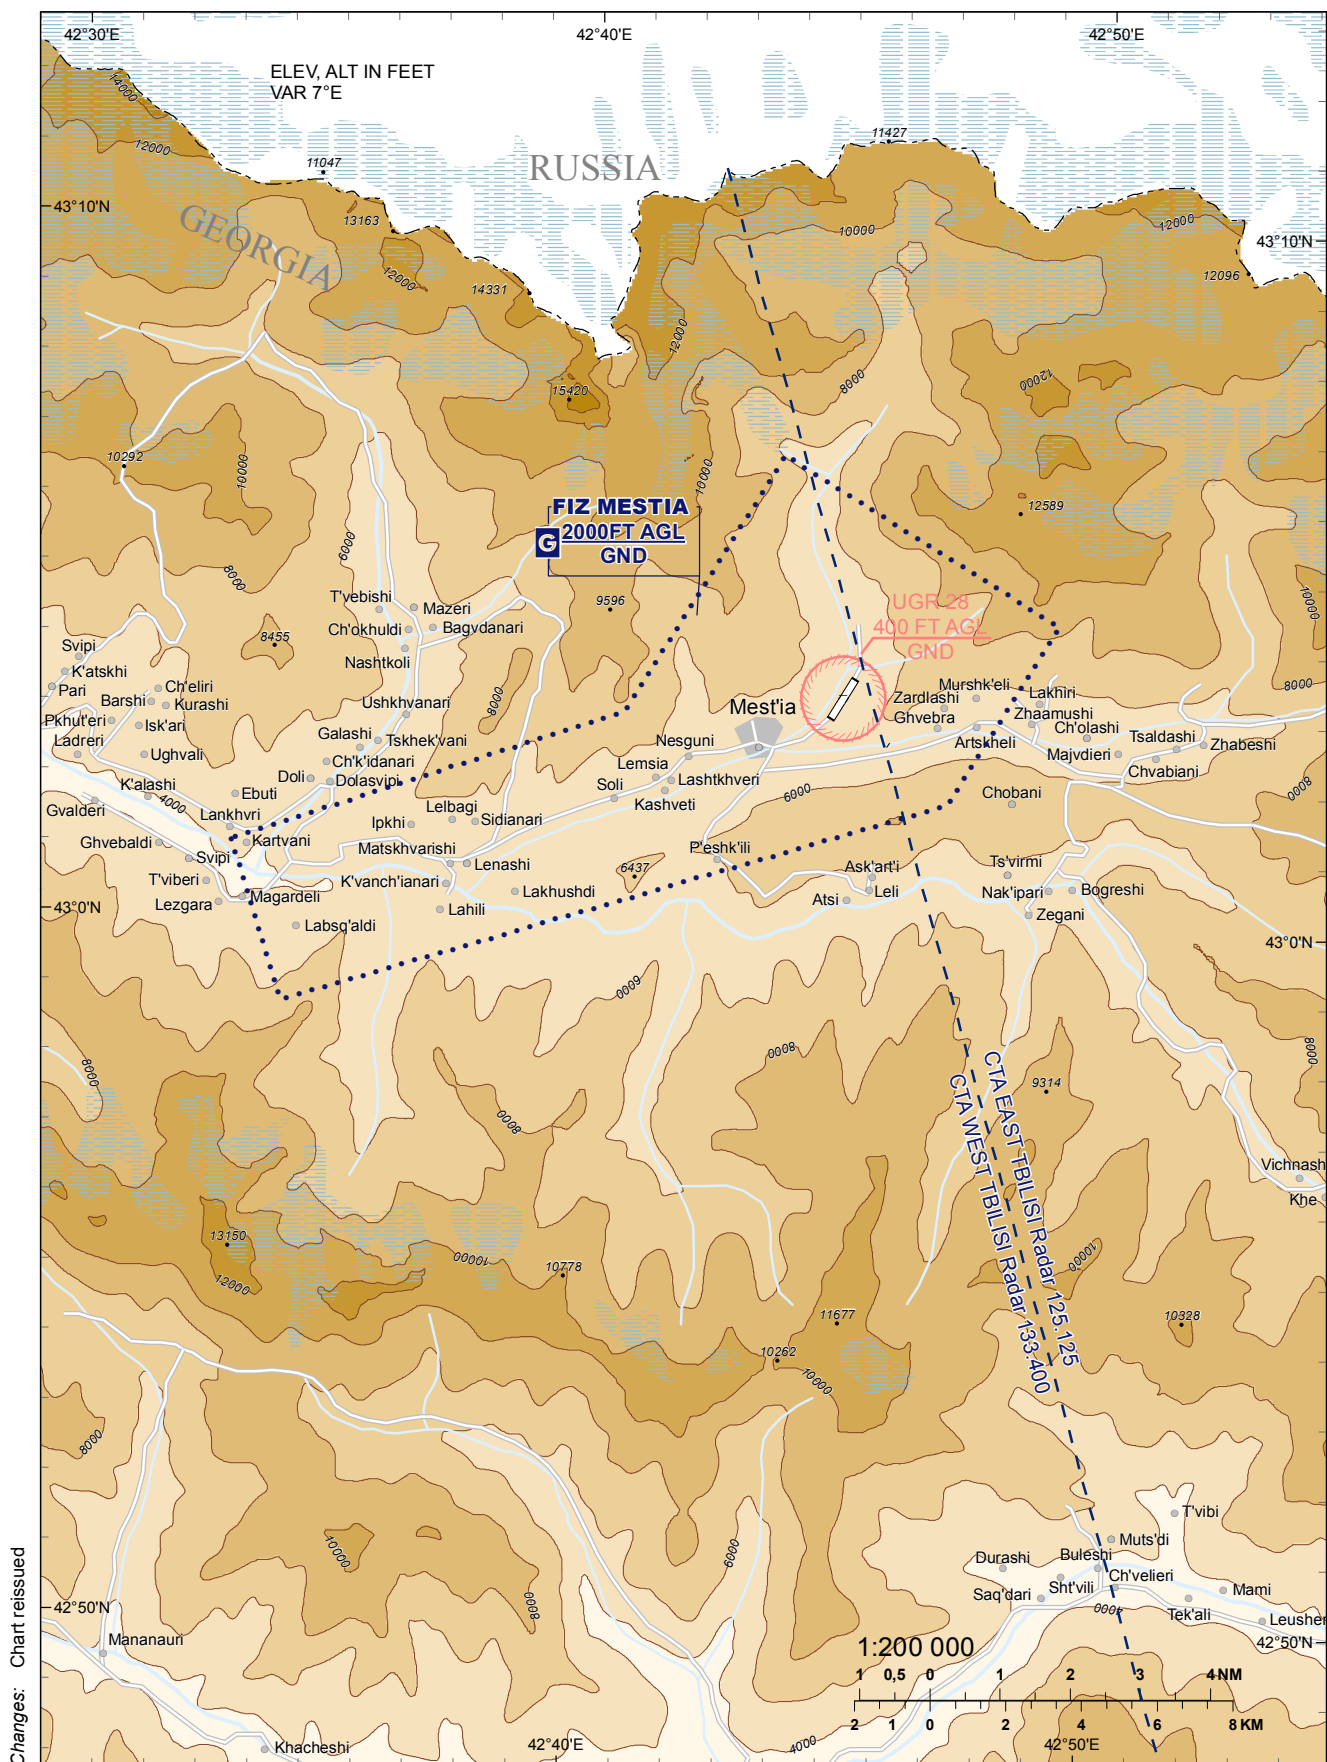 42°30'E
42°40'E
42°50'E
ELEV, ALT IN FEET
VAR 7°E
14000
12000
11047
RUSSIA
11427
43°10'N
GEORGIA
13163
12000
14331
10000
12000
43°10'N
12096
12000
8000
12000
15420
10292
10000
10000
12589
FIZ MESTIA
G
2000FT AGL
GND
6000
8000
10000
T'vebishi
Mazeri
Ch'okhuldi
Bagvdanari
Nashtkoli
9596
UGR 28
400 FT AGL
GND
8455
Svipi
K'atskhi
Pari
Ch'eliri
Barshi
Kurashi
Pkhut'eri
Isk'ari
Ladreri
Ughvali
Ushkhvanari
8000
Galashi
Tskhek'vani
Ch'k'idanari
Doli
Dolasvipi
Mest'ia
Nesguni
Lemsia
Soli
Lashtkhveri
Kashveti
Zardlashi
Murshk'eli
Ghvebra
Lakhiri
Zhaamushi
Ch'olashi
Artskheli
Majvdieri
Tsaldashi
Zhabeshi
Chvabiani
8000
8000
Chobani
6000
K'alashi
4000
Gvalderi
Ebuti
Lankhvri
Ghvebaldi
Kartvani
Svipi
T'viberi
Lezgara
Magardeli
Labsq'aldi
Lelbagi
Ipkhi
Sidianari
Matskhvarishi
Lenashi
K'vanch'ianari
Lakhushdi
Lahili
6437
P'eshk'ili
Ask'art'i
Atsi
Leli
Ts'virmi
Nak'ipari
Bogreshi
Zegani
43°0'N
43°0'N
6000
8000
8000
8000
8000
9314
CTA EAST TBILISI Radar 125.125
CTA WEST TBILISI Radar 133.400
Vichnash
Khe
13150
12000
10000
10778
11677
10262
10000
10000
10328
8000
10000
8000
6000
T'vibi
Muts'di
Durashi
Buleshi
Ch'velieri
Saq'dari
Sht'vili
Mami
Tek'ali
Leusher
4000
42°50'N
42°50'N
Mananauri
Khacheshi
1:200 000
1 0,5 0 1 2 3 4 NM
2 1 0 2 4 6 8 KM
42°40'E
42°50'E
4000
Changes: Chart reissued